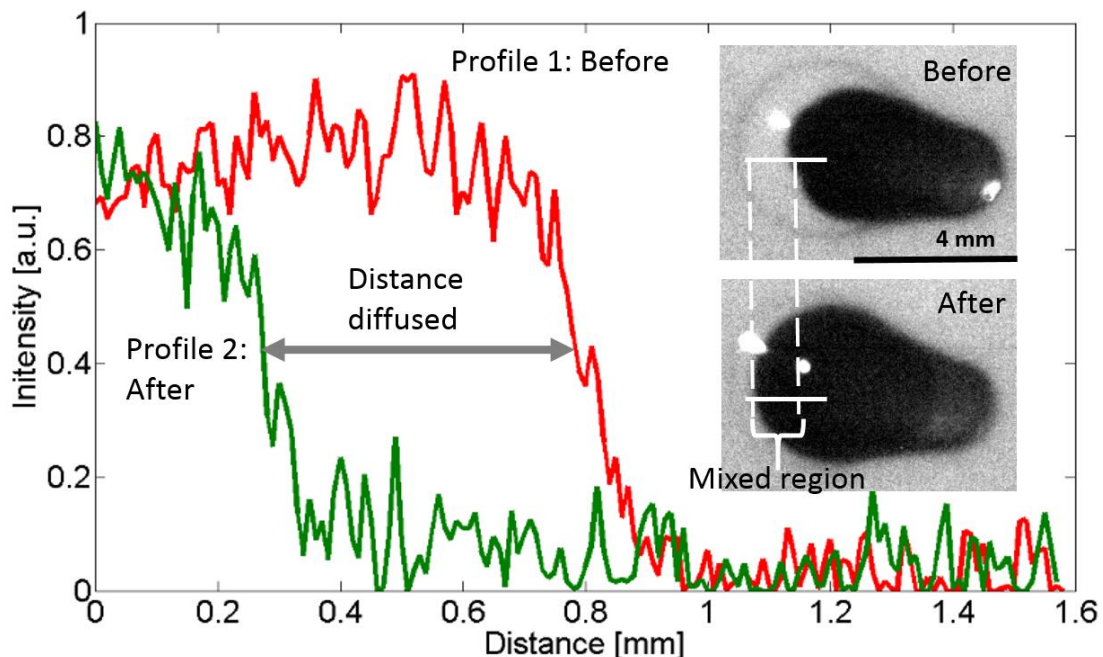 1
0.8
0.6
0.4
0.2
0
Initensity [a.u.]
Profile 1: Before
Distance
diffused
Profile 2:
After
Before
4 mm
After
Mixed region
0
0.2
0.4
0.6
0.8
1
1.2
1.4
1.6
Distance [mm]